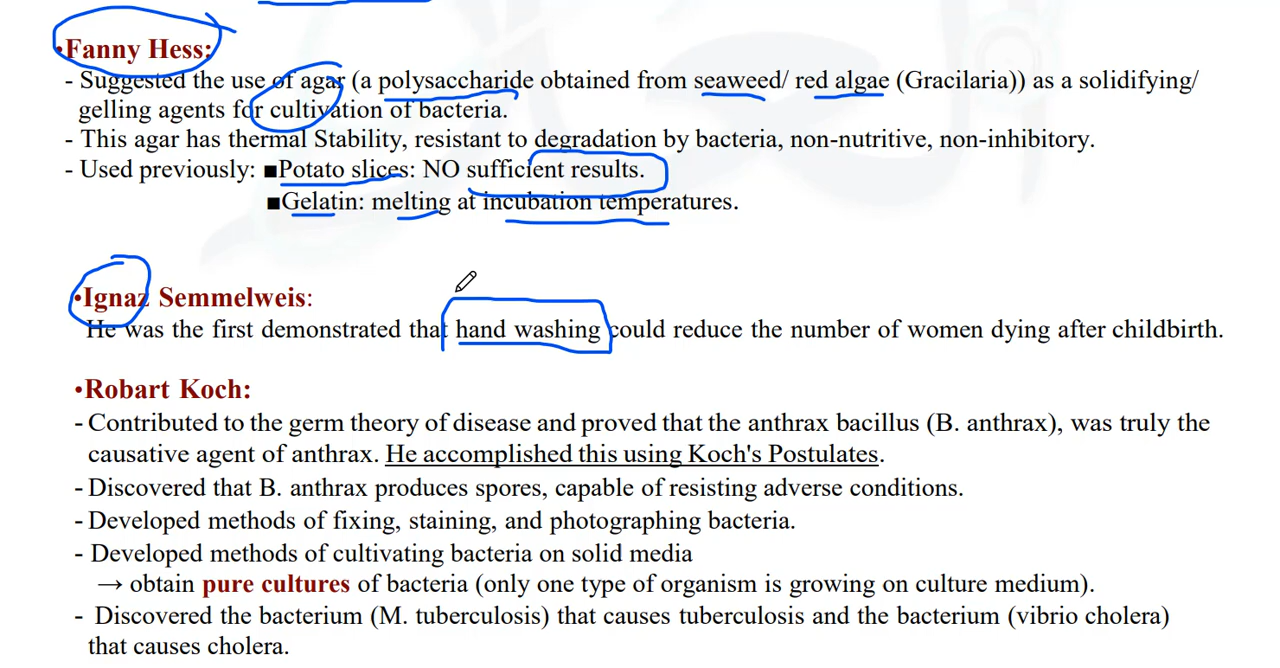 •Fanny Hess:
- Suggested the use of agar (a polysaccharide obtained from seaweed/ red algae (Gracilaria)) as a solidifying/
gelling agents for cultivation of bacteria.
- This agar has thermal Stability, resistant to degradation by bacteria, non-nutritive, non-inhibitory.
- Used previously: ■Potato slices: NO sufficient results.
■Gelatin: melting at incubation temperatures.
•Ignaz Semmelweis:
He was the first demonstrated that hand washing could reduce the number of women dying after childbirth.
•Robart Koch:
- Contributed to the germ theory of disease and proved that the anthrax bacillus (B. anthrax), was truly the
causative agent of anthrax. He accomplished this using Koch's Postulates.
- Discovered that B. anthrax produces spores, capable of resisting adverse conditions.
- Developed methods of fixing, staining, and photographing bacteria.
- Developed methods of cultivating bacteria on solid media
→ obtain pure cultures of bacteria (only one type of organism is growing on culture medium).
- Discovered the bacterium (M. tuberculosis) that causes tuberculosis and the bacterium (vibrio cholera)
that causes cholera.